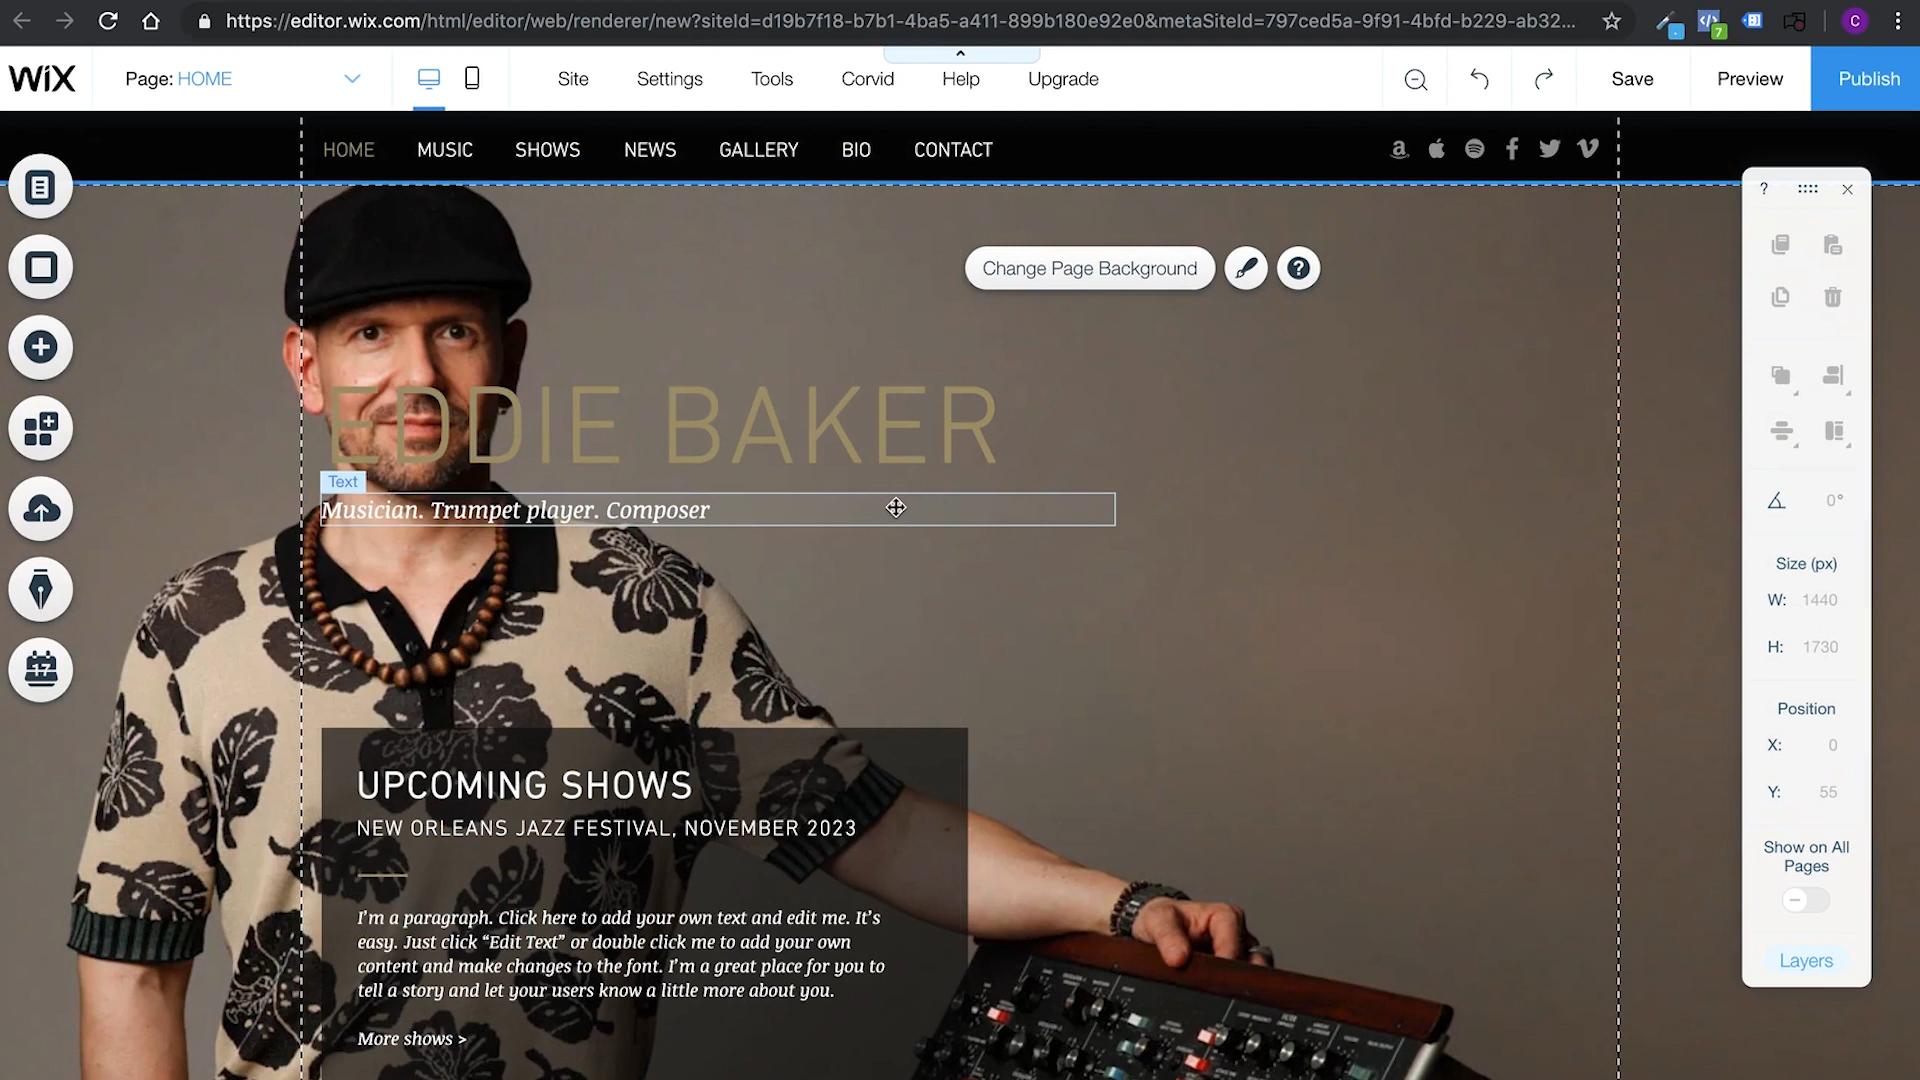 https://editor.wix.com/html/editor/web/renderer/new?siteId=d19b7f18-b7b1-4ba5-a411-899b180e92e0&metaSiteId=797ced5a-9f91-4bfd-b229-ab32...
7
C
WiX
Page: HOME
Site
Settings
Tools
Corvid
Help
Upgrade
Save
Preview
Publish
HOME
MUSIC
SHOWS
NEWS
GALLERY
BIO
CONTACT
?
Change Page Background
?
EDDIE BAKER
Text
Musician. Trumpet player. Composer
0°
Size (px)
W: 1440
H: 1730
17
Position
X: 0
Y: 55
UPCOMING SHOWS
NEW ORLEANS JAZZ FESTIVAL, NOVEMBER 2023
Show on All
Pages
I'm a paragraph. Click here to add your own text and edit me. It's
easy. Just click “Edit Text” or double click me to add your own
content and make changes to the font. I'm a great place for you to
tell a story and let your users know a little more about you.
Layers
More shows >